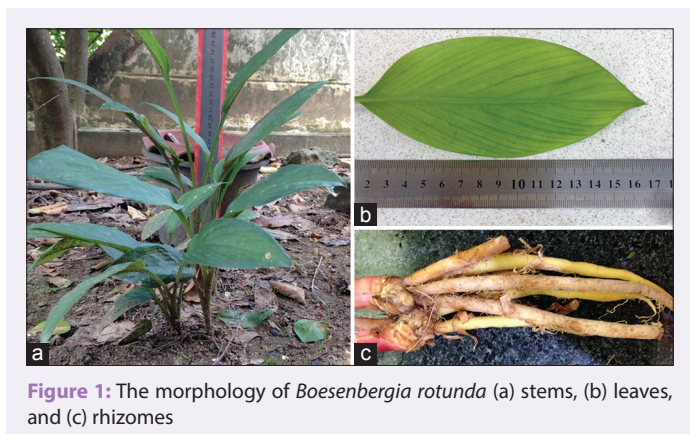 2 3 4 5 6 7 8 9 10 11 12 13 14 15 16 17
a
b
c
Figure 1: The morphology of Boesenbergia rotunda (a) stems, (b) leaves,
and (c) rhizomes